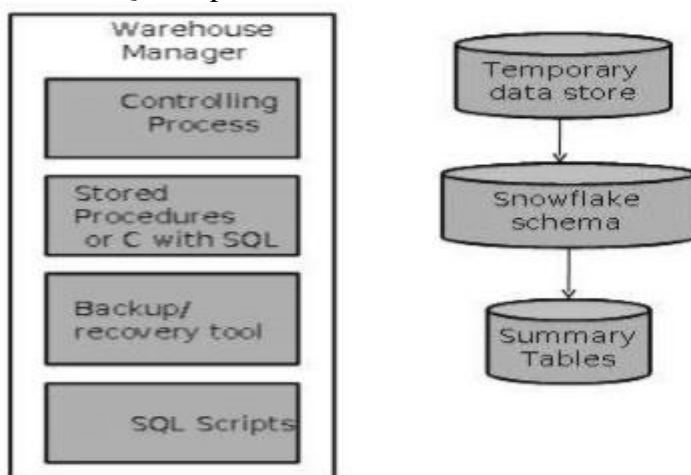 Warehouse
Manager
Controlling
Process
Stored
Procedures
or C with SQL
Backup/
recovery tool
SQL Scripts
Temporary
data store
Snowflake
schema
Summary
Tables